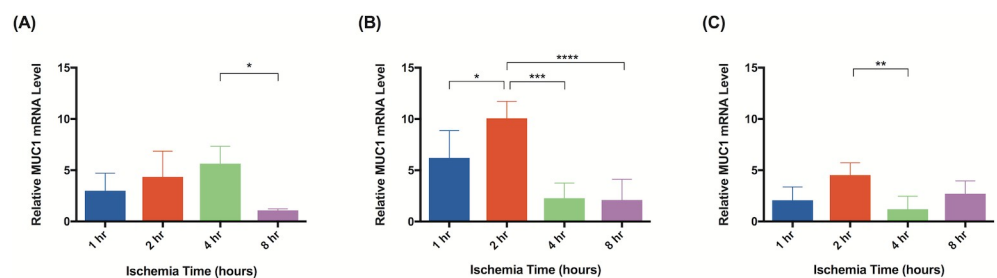 (A)
Relative MUC1 mRNA Level
15
10
5
0
*
1 hr
2 hr
4 hr
8 hr
Ischemia Time (hours)
(B)
Relative MUC1 mRNA Level
15
10
5
0
****
*
***
1 hr
2 hr
4 hr
8 hr
Ischemia Time (hours)
(C)
Relative MUC1 mRNA Level
15
10
5
0
**
1 hr
2 hr
4 hr
8 hr
Ischemia Time (hours)